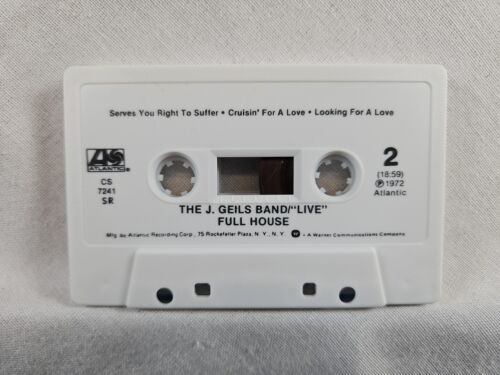 Serves You Right To Suffer • Cruisin' For A Love • Looking For A Love
ATLANTIC
CS
7241
SR
2
(18:59)
℗ 1972
Atlantic
THE J. GEILS BAND/"LIVE"
FULL HOUSE
Mfg. by Atlantic Recording Corp., 75 Rockefeller Plaza, N.Y., N.Y. • A Warner Communications Company